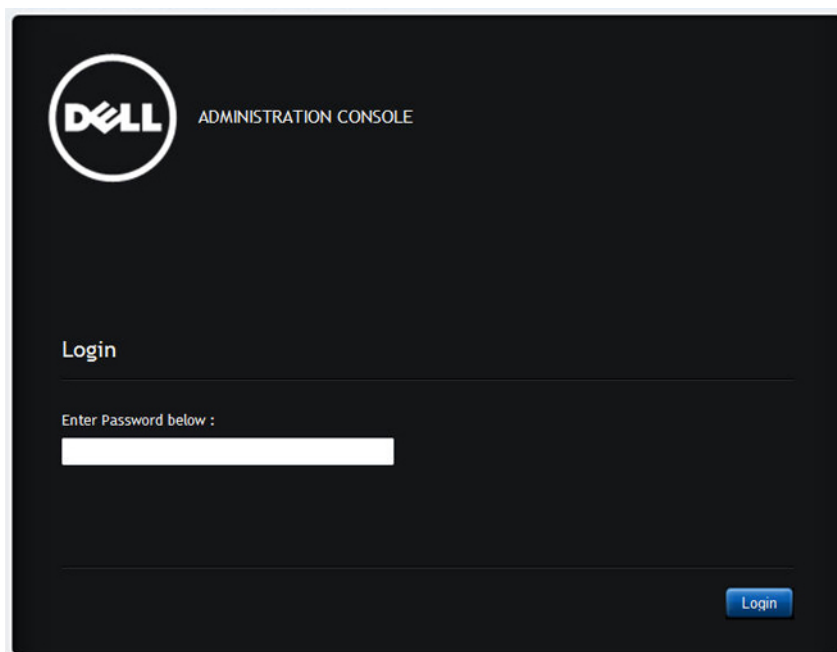 DELL
ADMINISTRATION CONSOLE
Login
Enter Password below :
Login